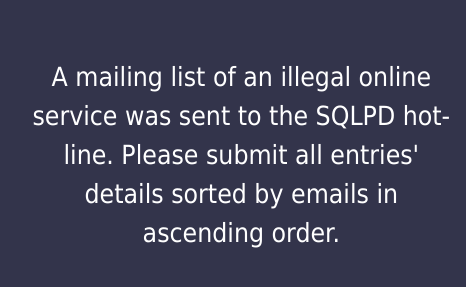 A mailing list of an illegal online
service was sent to the SQLPD hot-
line. Please submit all entries'
details sorted by emails in
ascending order.